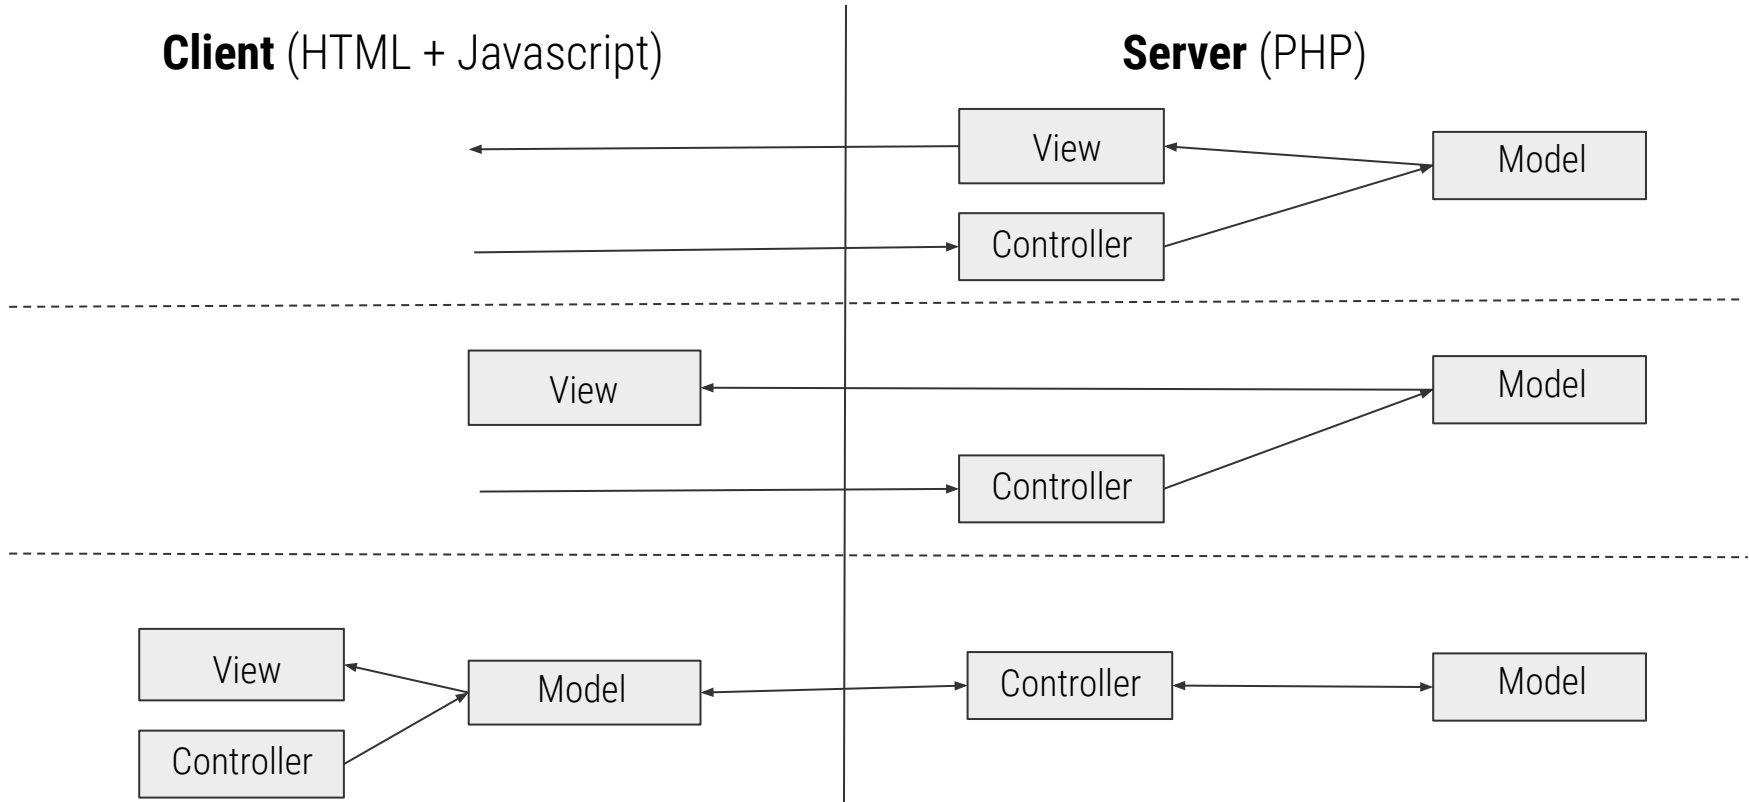 Client (HTML + Javascript)
Server (PHP)
View
Model
Controller
View
Model
Controller
View
Model
Controller
Model
Controller